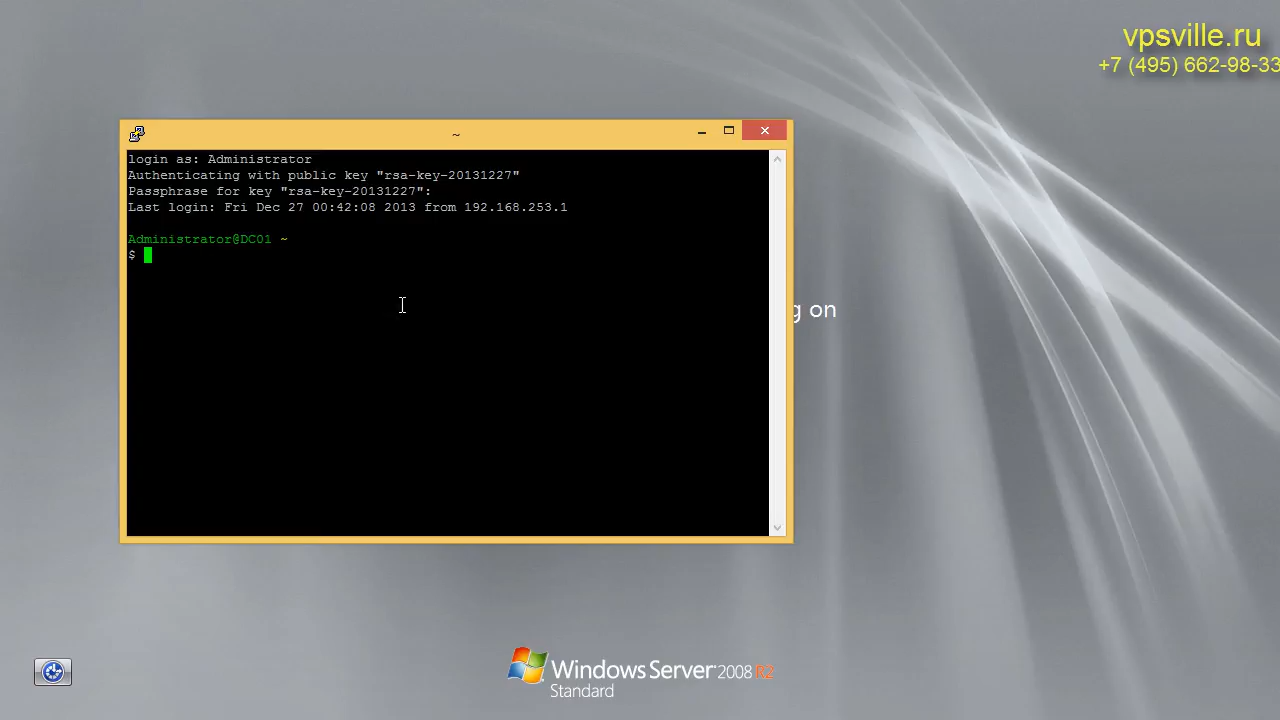 vpsville.ru
+7 (495) 662-98-33
~
login as: Administrator
Authenticating with public key "rsa-key-20131227"
Passphrase for key "rsa-key-20131227":
Last login: Fri Dec 27 00:42:08 2013 from 192.168.253.1
Administrator@DC01 ~
$
g on
Windows Server 2008 R2
Standard